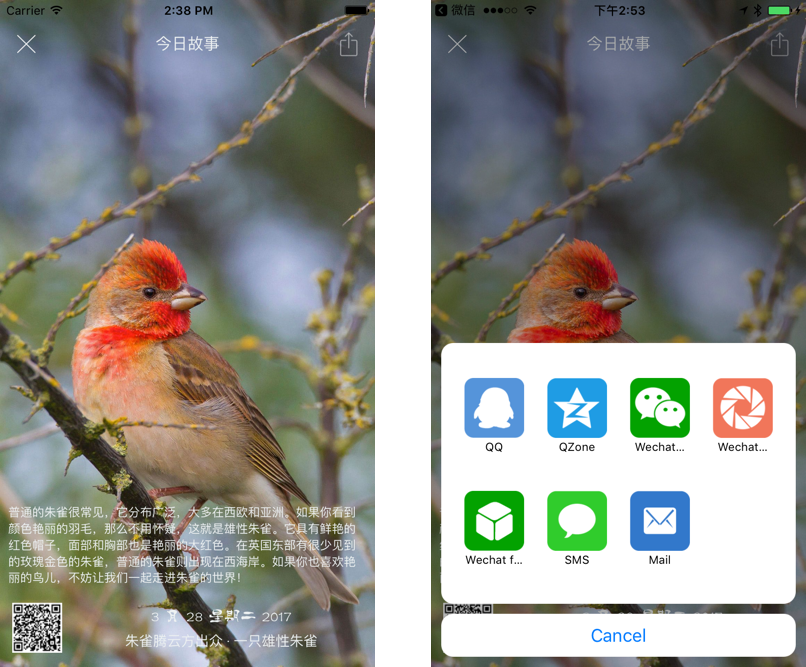 Carrier 2:38 PM
今日故事
普通的朱雀很常见，它分布广泛，大多在西欧和亚洲。如果你看到
颜色艳丽的羽毛，那么不用怀疑，这就是雄性朱雀。它具有鲜艳的
红色帽子，面部和胸部也是艳丽的大红色。在英国东部有很少见到
的玫瑰金色的朱雀，普通的朱雀则出现在西海岸。如果你也喜欢艳
丽的鸟儿，不妨让我们一起走进朱雀的世界！
3 月 28 星期二 2017
朱雀腾云方出众 · 一只雄性朱雀
微信 下午2:53
今日故事
QQ QZone Wechat... Wechat...
Wechat f... SMS Mail
Cancel